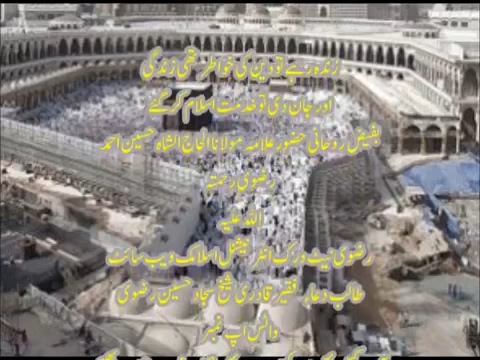 زندہ رہے تو دین کی خاطر تھی زندگی
اور جان دی تو خدمت اسلام کر گئے
بفیض روحانی حضور علامہ مولانا الحاج الشاہ حسین احمد
رضوی رحمتہ
اللہ علیہ
رضوی نیٹ ورک انٹرنیشنل اسلامک ویب سائٹ
طالب دعا، فقیر قادری شیخ سجاد حسین رضوی
واٹس اپ نمبر